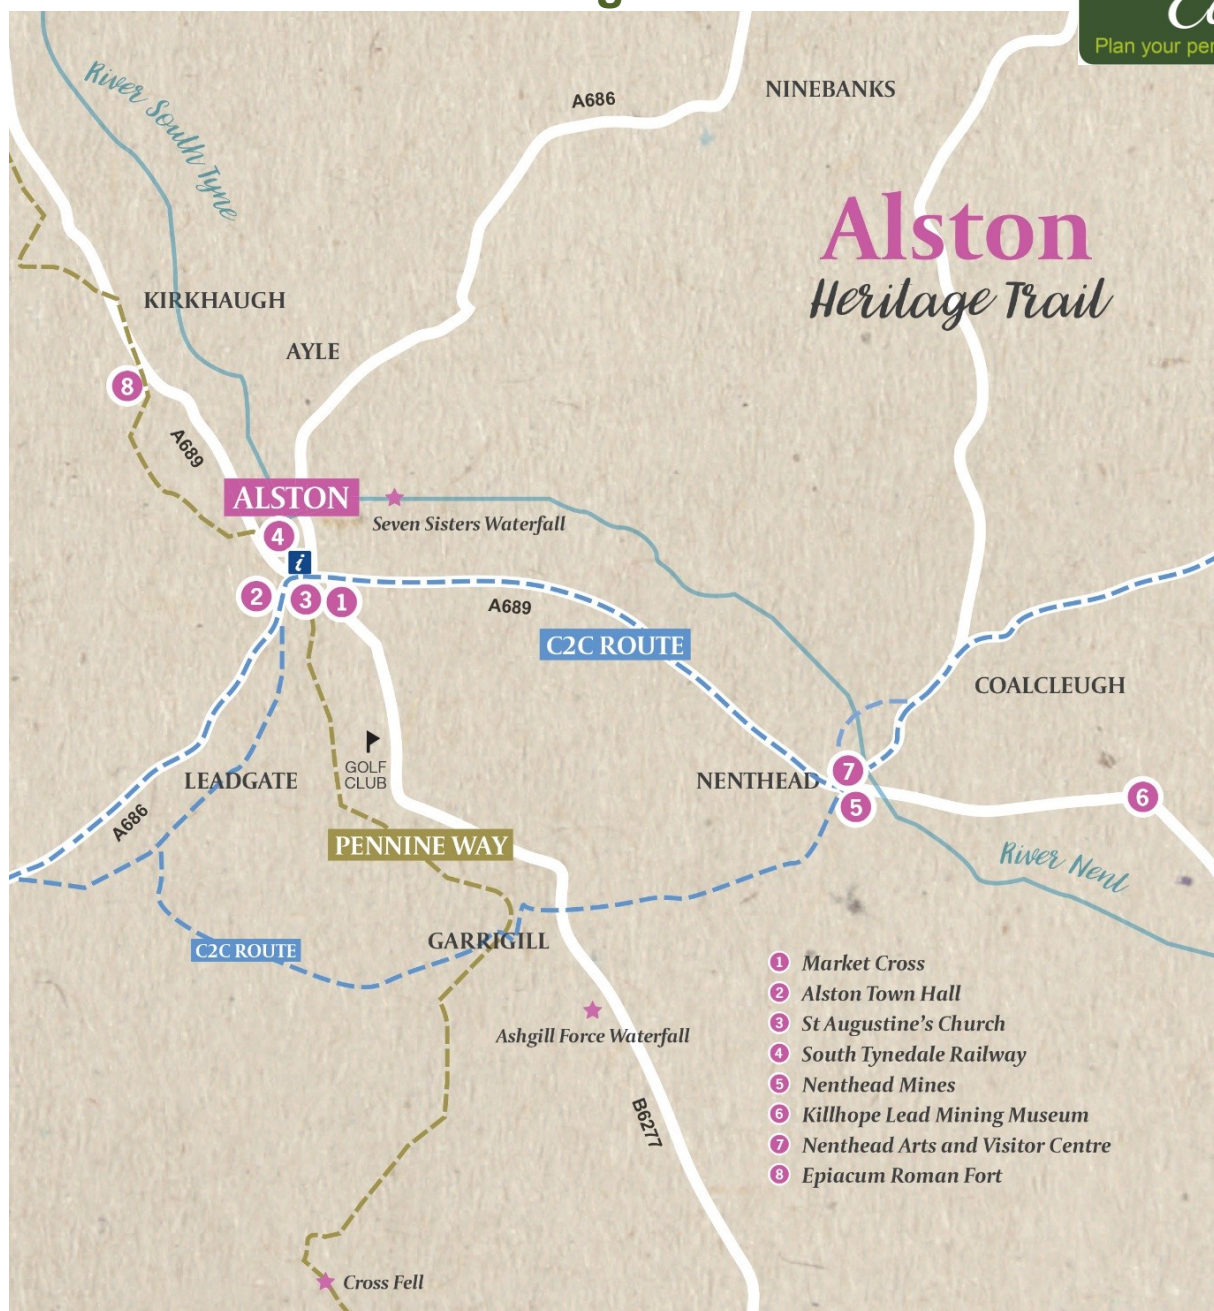 Plan your per
River South Tyne
A686
NINEBANKS
Alston
Heritage Trail
KIRKHAUGH
AYLE
8
A689
ALSTON
Seven Sisters Waterfall
4
i
2
3
1
A689
C2C ROUTE
COALCLEUGH
LEADGATE
GOLF
CLUB
NENTHEAD
7
5
6
A686
PENNINE WAY
River Nent
GARRIGILL
C2C ROUTE
Ashgill Force Waterfall
B6277
Cross Fell
1 Market Cross
2 Alston Town Hall
3 St Augustine's Church
4 South Tynedale Railway
5 Nenthead Mines
6 Killhope Lead Mining Museum
7 Nenthead Arts and Visitor Centre
8 Epiacum Roman Fort